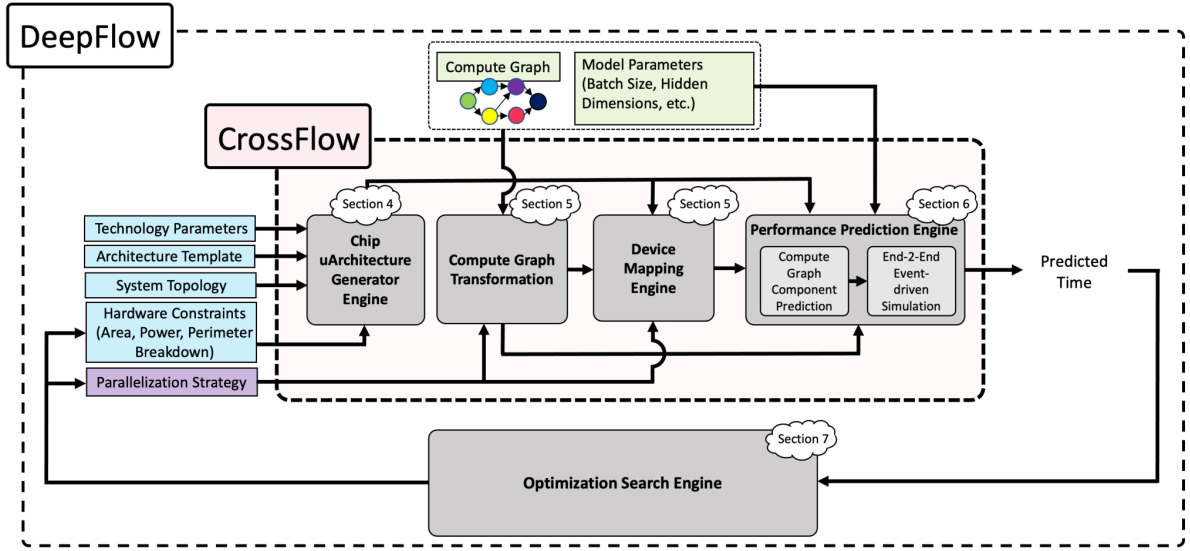 DeepFlow
Compute Graph
Model Parameters
(Batch Size, Hidden
Dimensions, etc.)
CrossFlow
Section 4
Section 5
Section 5
Section 6
Technology Parameters
Architecture Template
System Topology
Hardware Constraints
(Area, Power, Perimeter
Breakdown)
Parallelization Strategy
Chip
uArchitecture
Generator
Engine
Compute Graph
Transformation
Device
Mapping
Engine
Performance Prediction Engine
Compute
Graph
Component
Prediction
End-2-End
Event-
driven
Simulation
Predicted
Time
Section 7
Optimization Search Engine